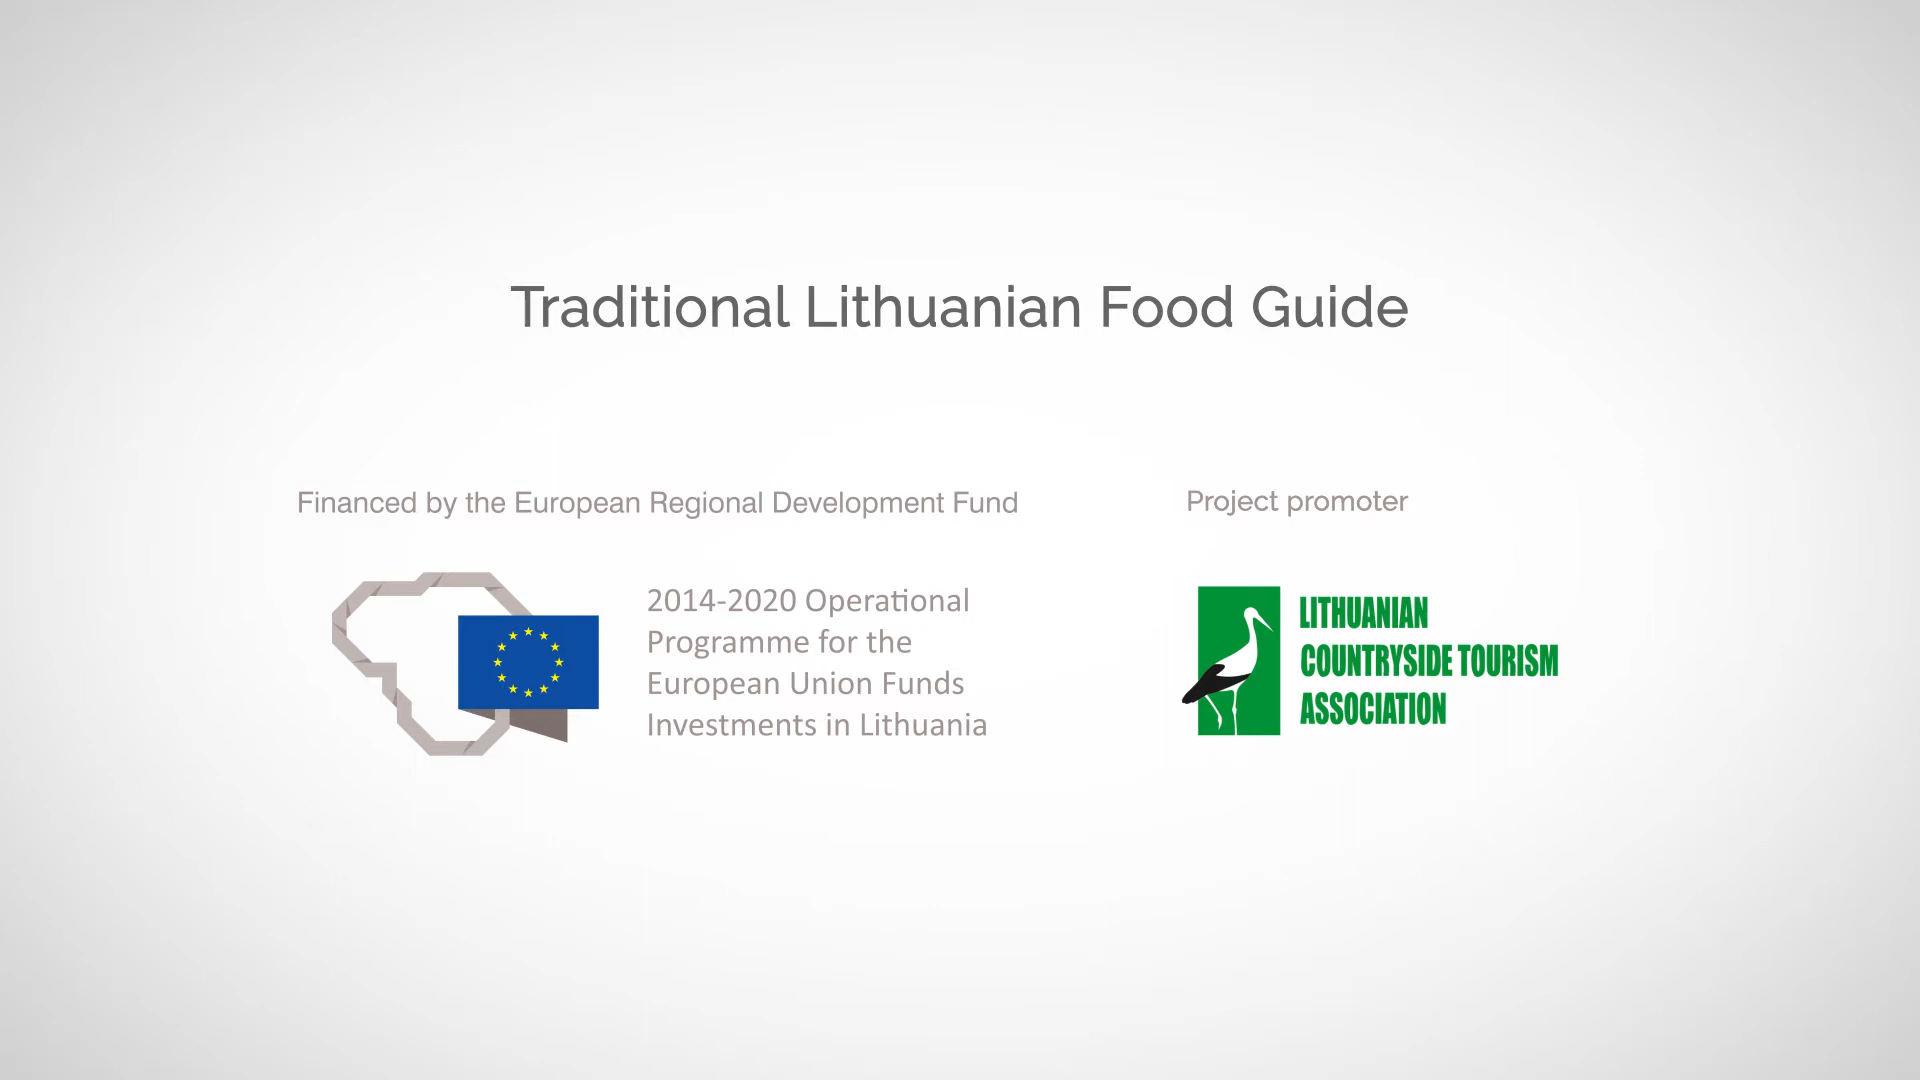 Traditional Lithuanian Food Guide
Financed by the European Regional Development Fund
Project promoter
2014-2020 Operational
Programme for the
European Union Funds
Investments in Lithuania
LITHUANIAN
COUNTRYSIDE TOURISM
ASSOCIATION